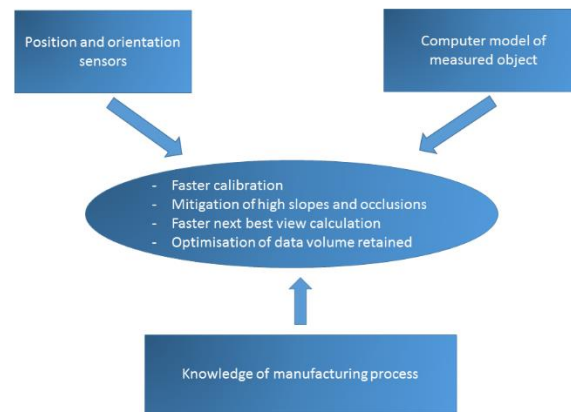 Position and orientation
sensors
Computer model of
measured object
- Faster calibration
- Mitigation of high slopes and occlusions
- Faster next best view calculation
- Optimisation of data volume retained
Knowledge of manufacturing process